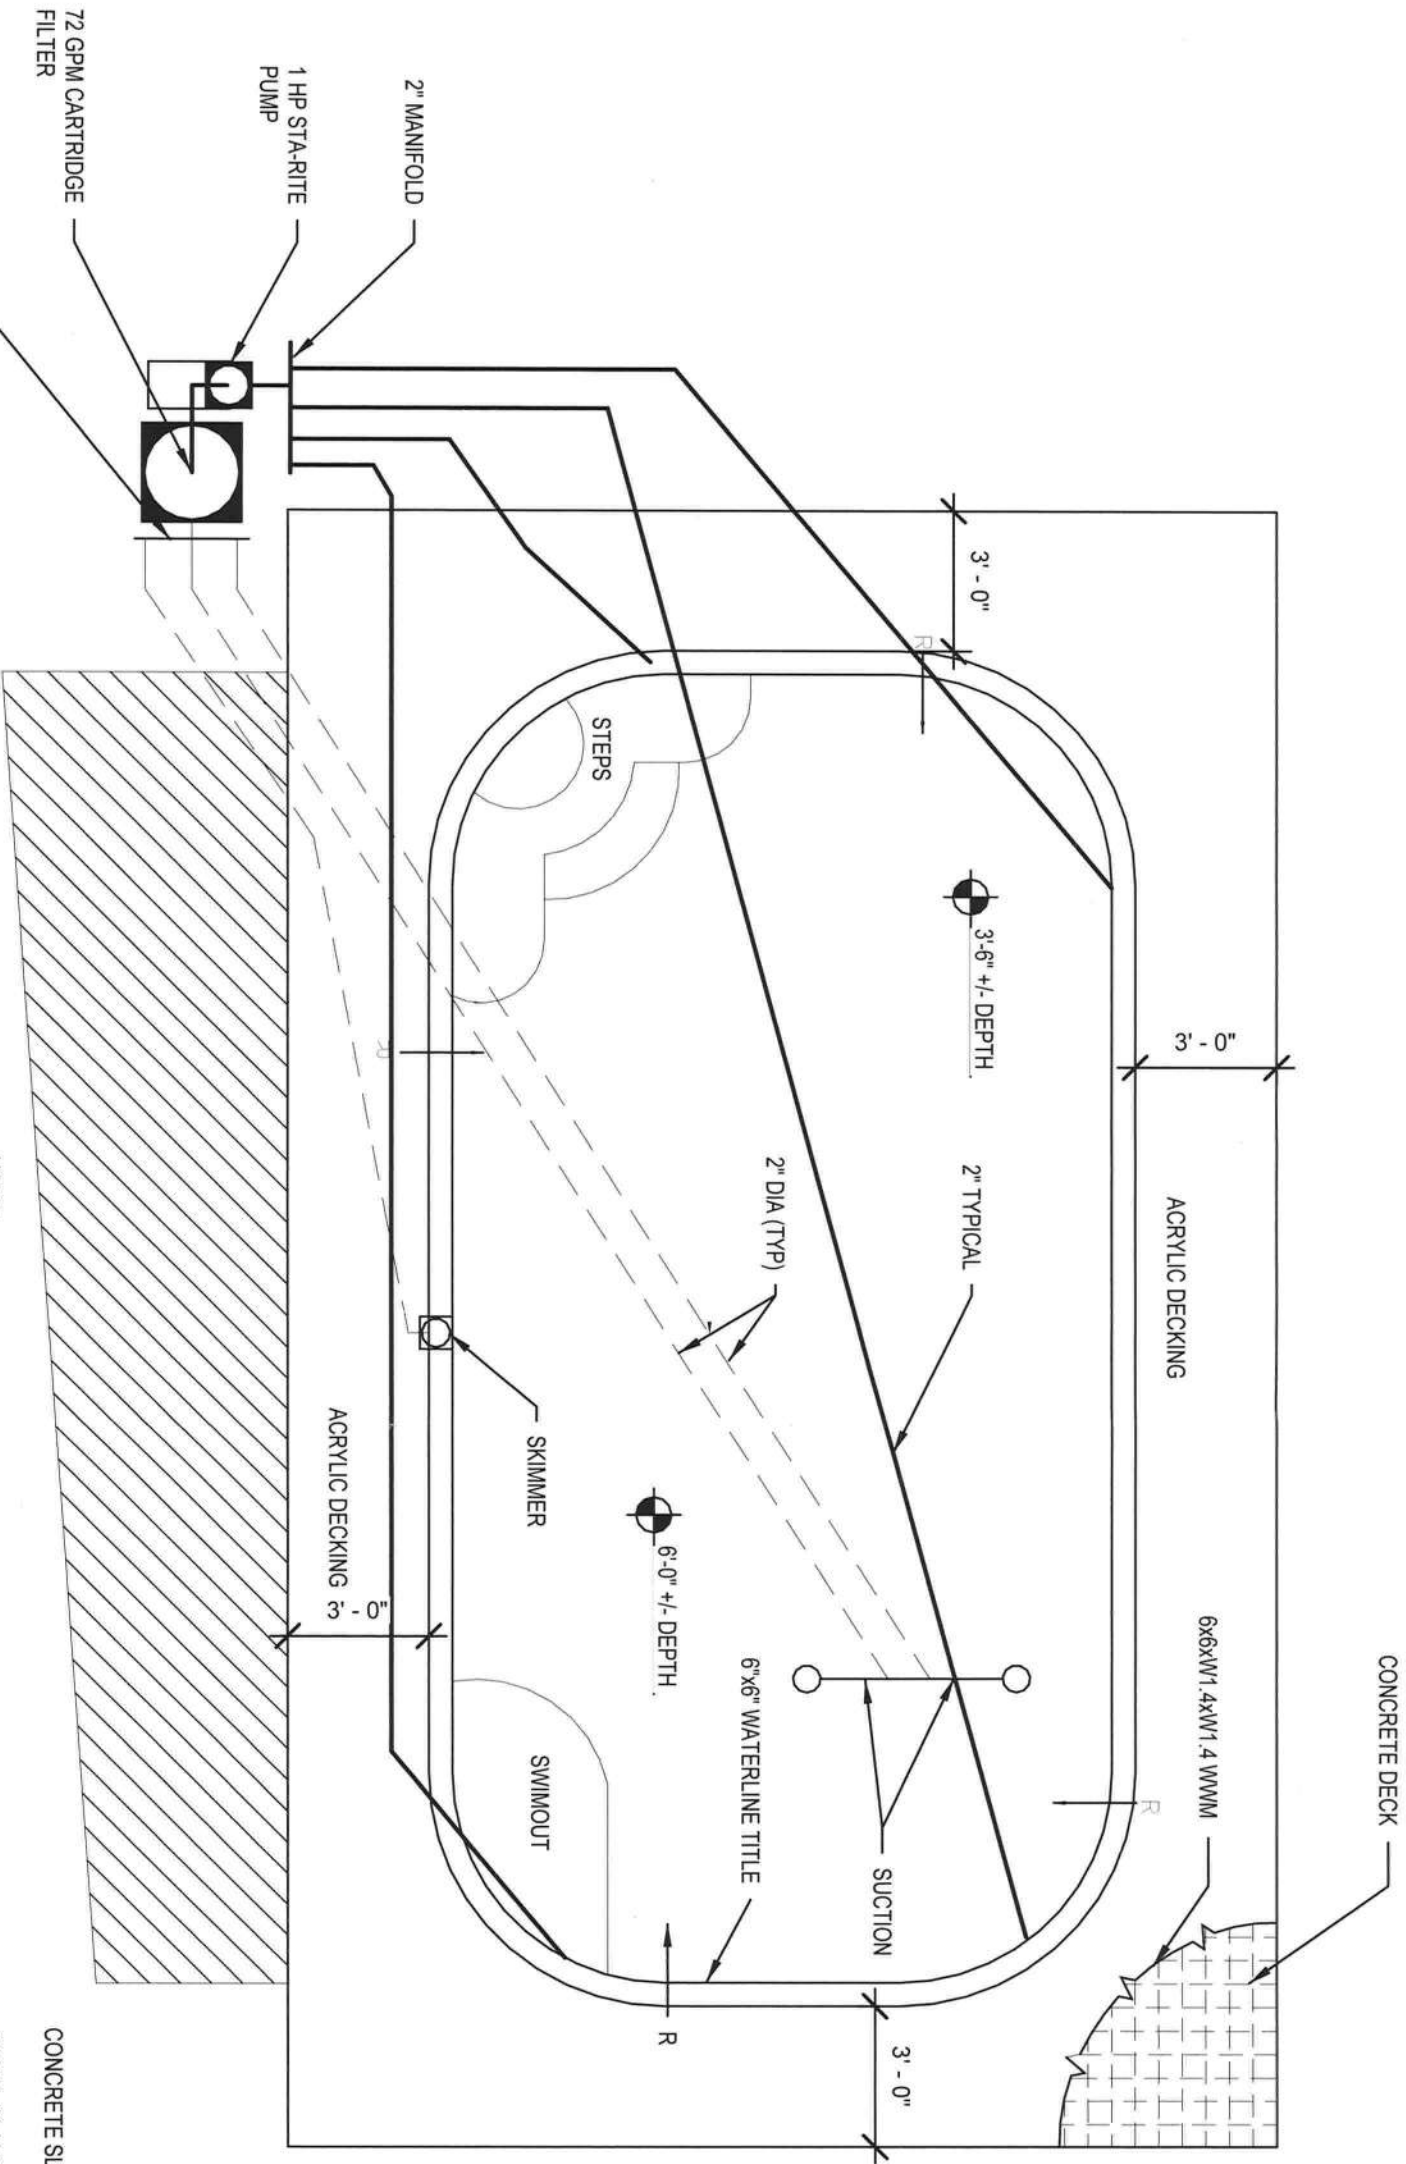 CONCRETE DECK
3' - 0"
6x6xW1.4xW1.4 WWM
ACRYLIC DECKING
R
3' - 0"
3'-6" +/- DEPTH
2" TYPICAL
R
3' - 0"
SUCTION
2" DIA (TYP)
6"x6" WATERLINE TITLE
6'-0" +/- DEPTH
R
STEPS
SKIMMER
SWIMOUT
2" MANIFOLD
R
3' - 0"
ACRYLIC DECKING
1 HP STA-RITE
PUMP
72 GPM CARTRIDGE
FILTER
CONCRETE